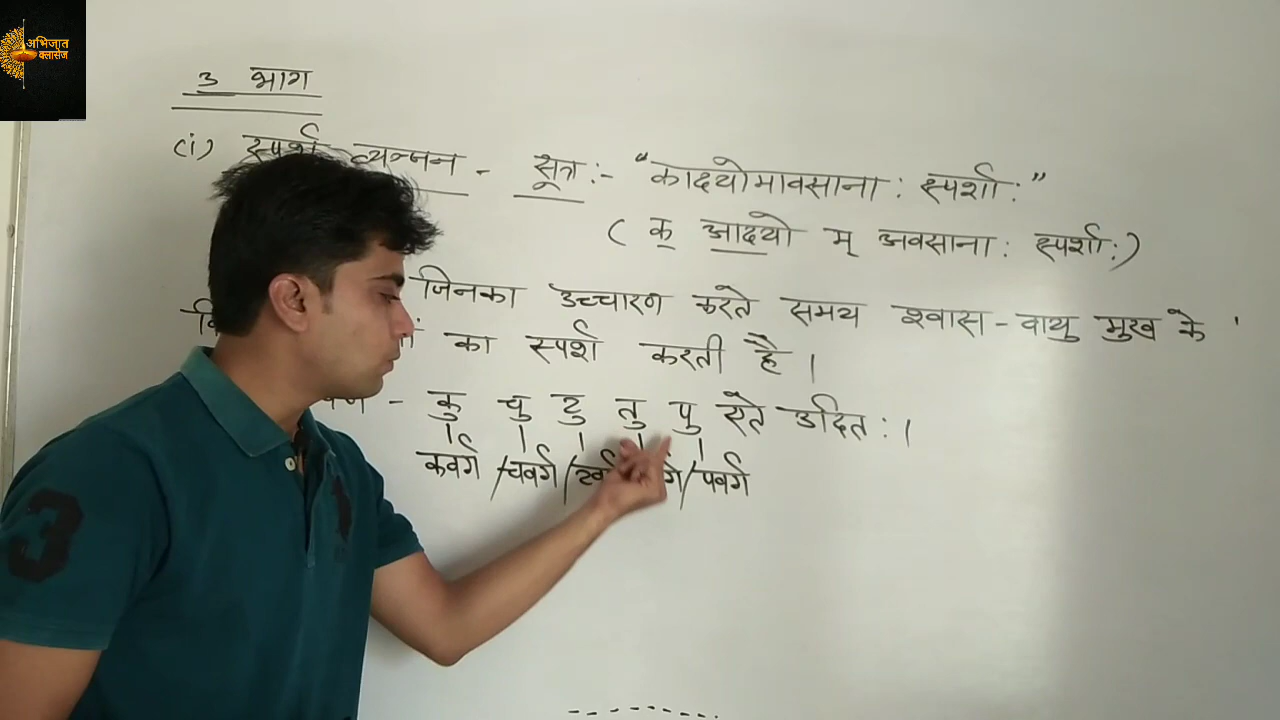 अभिजात
क्लासेज
3 भाग
(i) स्पर्श व्यञ्जन - सूत्र :- "कादयोमावसाना : स्पर्शा :"
( क् आदयो म् अवसाना : स्पर्शा : )
जिनका उच्चारण करते समय श्वास - वायु मुख के
का स्पर्श करती है ।
- कु चु टु तु पु एते उदित : ।
कवर्ग / चवर्ग / / पवर्ग